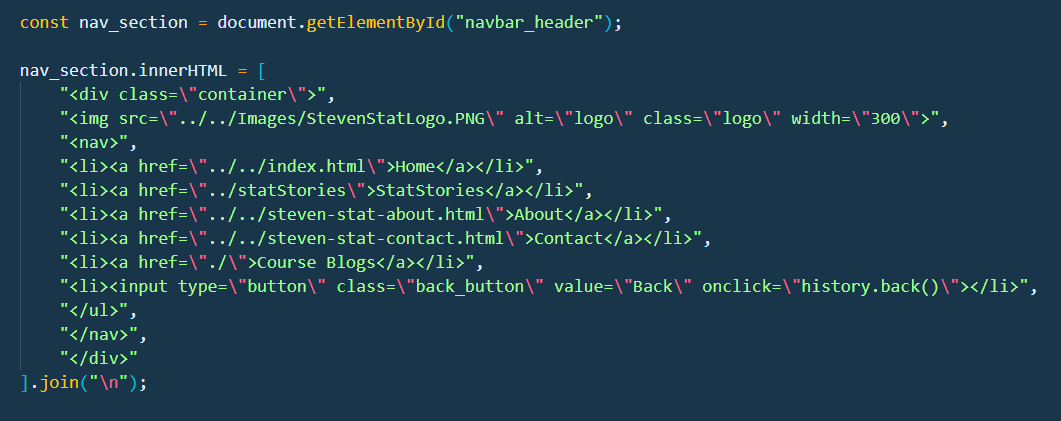 const nav_section = document.getElementById("navbar_header");
nav_section.innerHTML = [
"<div class=\"container\">",
"<img src=\"../../Images/StevenStatLogo.PNG\" alt=\"logo\" class=\"logo\" width=\"300\">",
"<nav>",
"<li><a href=\"../../index.html\">Home</a></li>",
"<li><a href=\"../statStories\">StatStories</a></li>",
"<li><a href=\"../../steven-stat-about.html\">About</a></li>",
"<li><a href=\"../../steven-stat-contact.html\">Contact</a></li>",
"<li><a href=\"./\">Course Blogs</a></li>",
"<li><input type=\"button\" class=\"back_button\" value=\"Back\" onclick=\"history.back()\"></li>",
"</ul>",
"</nav>",
"</div>"
].join("\n");